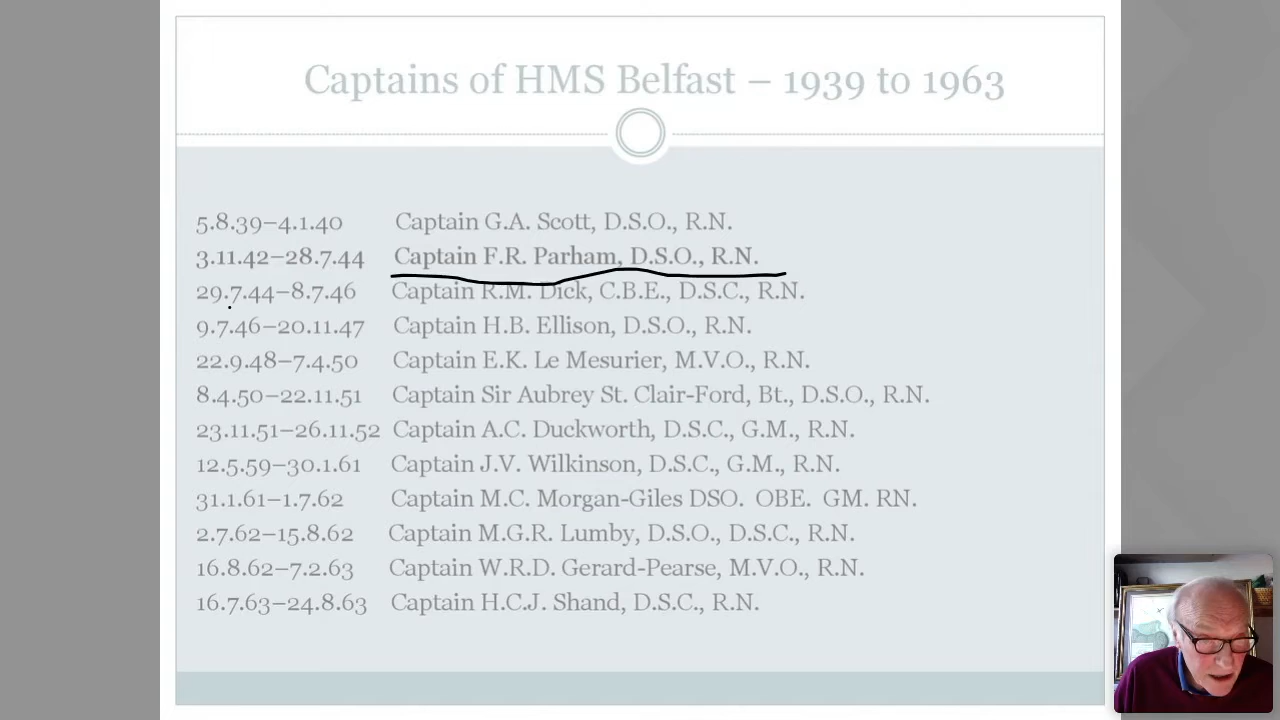 Captains of HMS Belfast – 1939 to 1963
5.8.39–4.1.40 Captain G.A. Scott, D.S.O., R.N.
3.11.42–28.7.44 Captain F.R. Parham, D.S.O., R.N.
29.7.44–8.7.46 Captain R.M. Dick, C.B.E., D.S.C., R.N.
9.7.46–20.11.47 Captain H.B. Ellison, D.S.O., R.N.
22.9.48–7.4.50 Captain E.K. Le Mesurier, M.V.O., R.N.
8.4.50–22.11.51 Captain Sir Aubrey St. Clair-Ford, Bt., D.S.O., R.N.
23.11.51–26.11.52 Captain A.C. Duckworth, D.S.C., G.M., R.N.
12.5.59–30.1.61 Captain J.V. Wilkinson, D.S.C., G.M., R.N.
31.1.61–1.7.62 Captain M.C. Morgan-Giles DSO. OBE. GM. RN.
2.7.62–15.8.62 Captain M.G.R. Lumby, D.S.O., D.S.C., R.N.
16.8.62–7.2.63 Captain W.R.D. Gerard-Pearse, M.V.O., R.N.
16.7.63–24.8.63 Captain H.C.J. Shand, D.S.C., R.N.